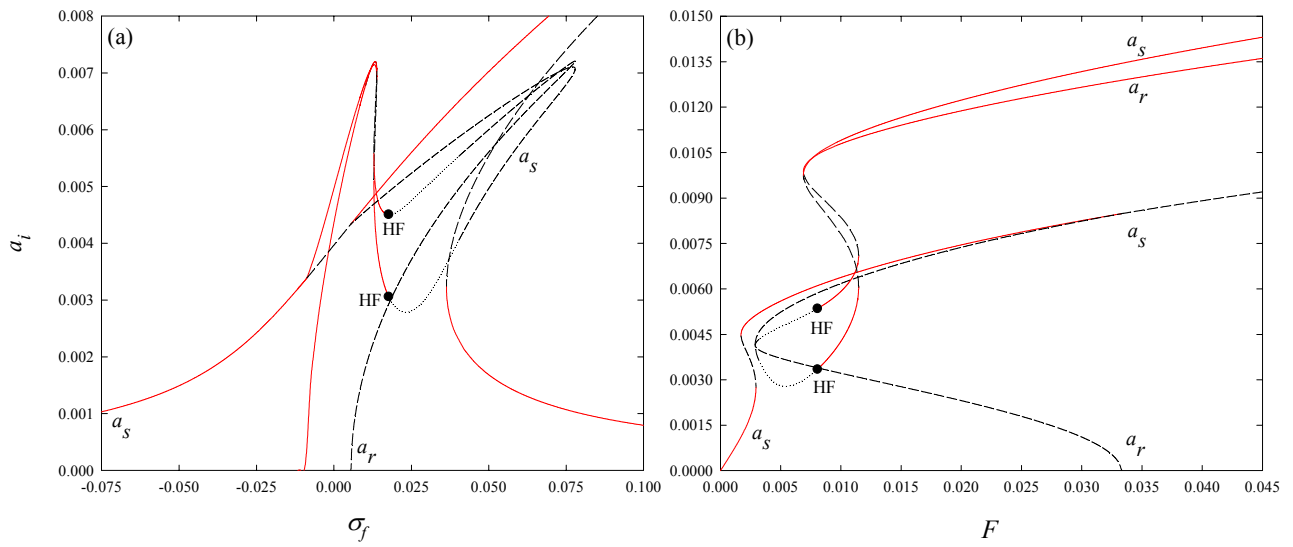 (a)
0.008
0.007
0.006
0.005
0.004
0.003
0.002
0.001
0.000
a_i
-0.075
-0.050
-0.025
0.000
0.025
0.050
0.075
0.100
σ_f
a_s
HF
HF
a_s
a_r
(b)
0.0150
0.0135
0.0120
0.0105
0.0090
0.0075
0.0060
0.0045
0.0030
0.0015
0.0000
0.000
0.005
0.010
0.015
0.020
0.025
0.030
0.035
0.040
0.045
F
a_s
a_r
a_s
HF
HF
a_s
a_r